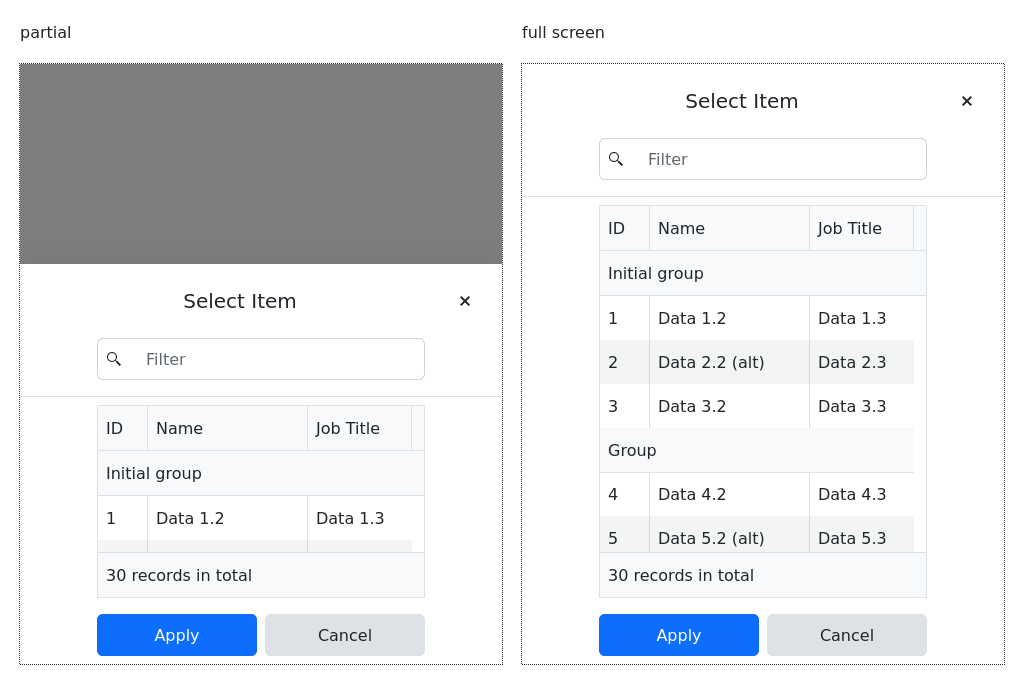 partial
Select Item ×
Filter
ID Name Job Title
Initial group
1 Data 1.2 Data 1.3
30 records in total
Apply Cancel
full screen
Select Item ×
Filter
ID Name Job Title
Initial group
1 Data 1.2 Data 1.3
2 Data 2.2 (alt) Data 2.3
3 Data 3.2 Data 3.3
Group
4 Data 4.2 Data 4.3
5 Data 5.2 (alt) Data 5.3
30 records in total
Apply Cancel